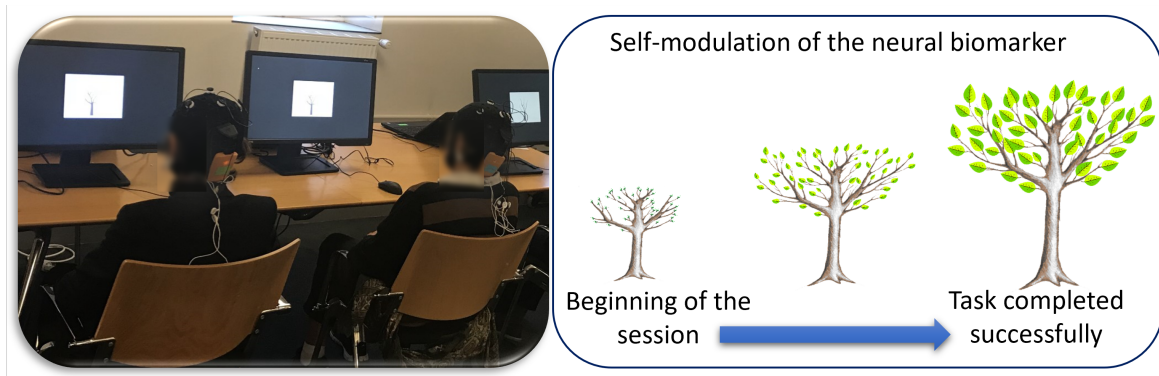 Self-modulation of the neural biomarker
Beginning of the
session
Task completed
successfully